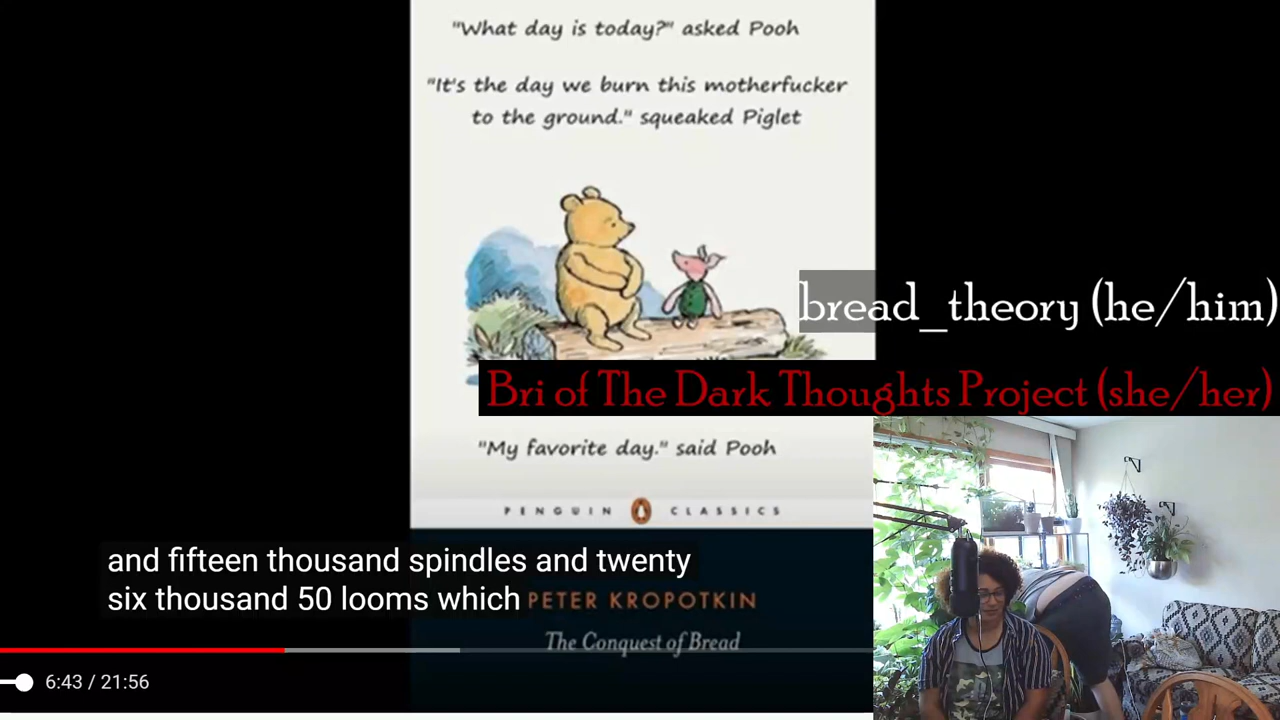 "What day is today?" asked Pooh
"It's the day we burn this motherfucker
to the ground." squeaked Piglet
bread_theory (he/him)
Bri of The Dark Thoughts Project (she/her)
"My favorite day." said Pooh
PENGUIN CLASSICS
and fifteen thousand spindles and twenty
six thousand 50 looms which
PETER KROPOTKIN
The Conquest of Bread
6:43 / 21:56